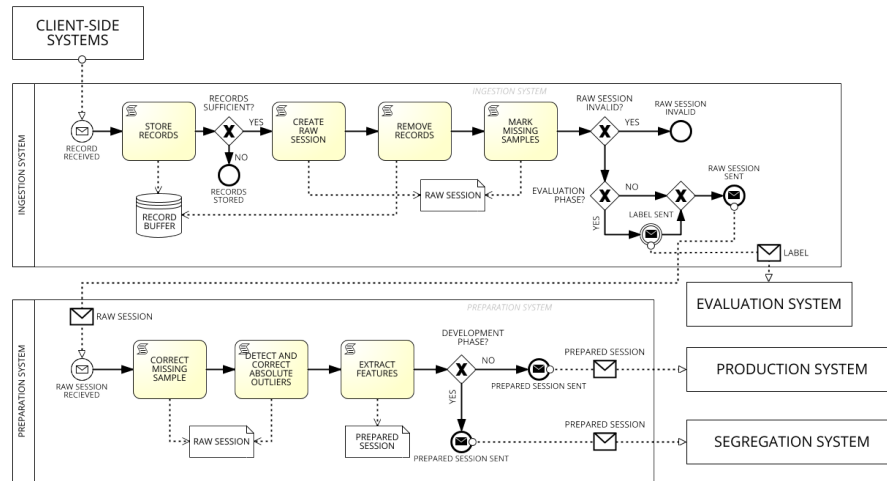 CLIENT-SIDE
SYSTEMS
INGESTION SYSTEM
INGESTION SYSTEM
RECORD
RECEIVED
STORE
RECORDS
RECORDS
SUFFICIENT?
YES
NO
RECORDS
STORED
RECORD
BUFFER
CREATE
RAW
SESSION
REMOVE
RECORDS
MARK
MISSING
SAMPLES
RAW SESSION
RAW SESSION
INVALID?
YES
RAW SESSION
INVALID
EVALUATION
PHASE?
NO
YES
LABEL SENT
RAW SESSION
SENT
LABEL
EVALUATION SYSTEM
PREPARATION SYSTEM
PREPARATION SYSTEM
RAW SESSION
RAW SESSION
RECIEVED
CORRECT
MISSING
SAMPLE
DETECT AND
CORRECT
ABSOLUTE
OUTLIERS
EXTRACT
FEATURES
RAW SESSION
PREPARED
SESSION
DEVELOPMENT
PHASE?
NO
YES
PREPARED SESSION SENT
PREPARED SESSION
PRODUCTION SYSTEM
PREPARED SESSION SENT
PREPARED SESSION
SEGREGATION SYSTEM